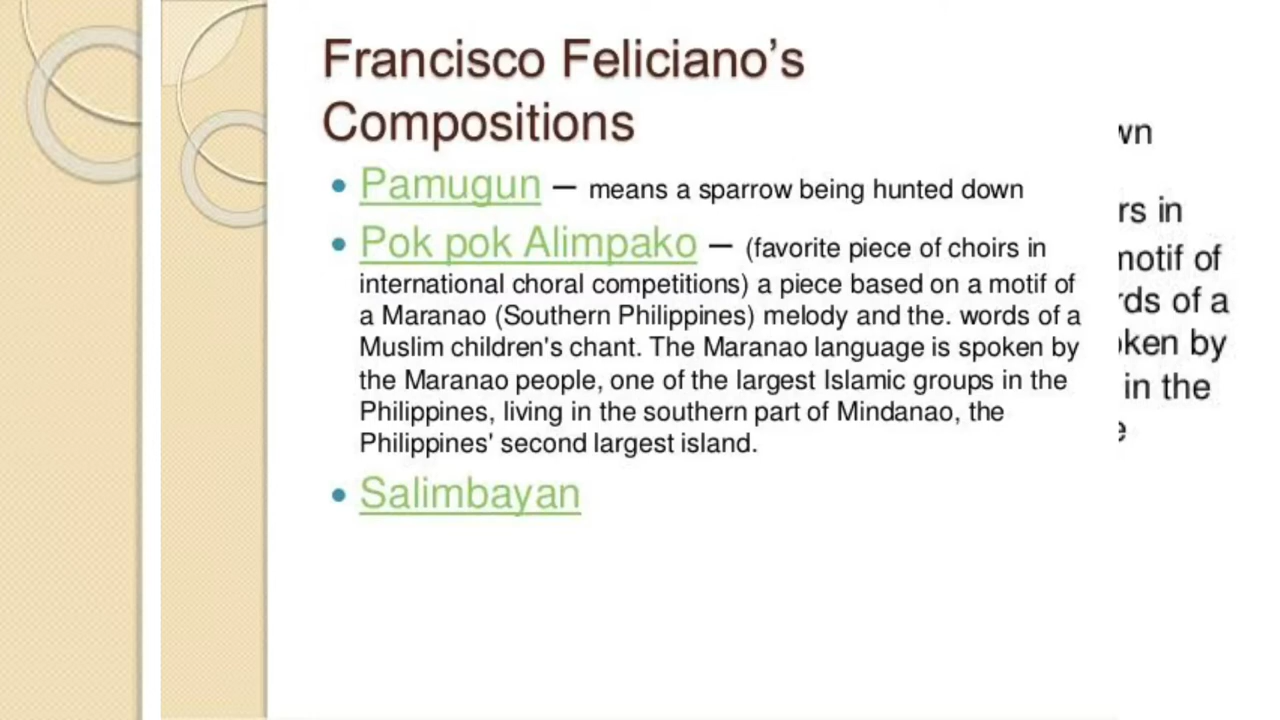 Francisco Feliciano’s
Compositions
• Pamugun – means a sparrow being hunted down
• Pok pok Alimpako – (favorite piece of choirs in
international choral competitions) a piece based on a motif of
a Maranao (Southern Philippines) melody and the. words of a
Muslim children's chant. The Maranao language is spoken by
the Maranao people, one of the largest Islamic groups in the
Philippines, living in the southern part of Mindanao, the
Philippines' second largest island.
• Salimbayan
wn
rs in
motif of
rds of a
oken by
in the
e